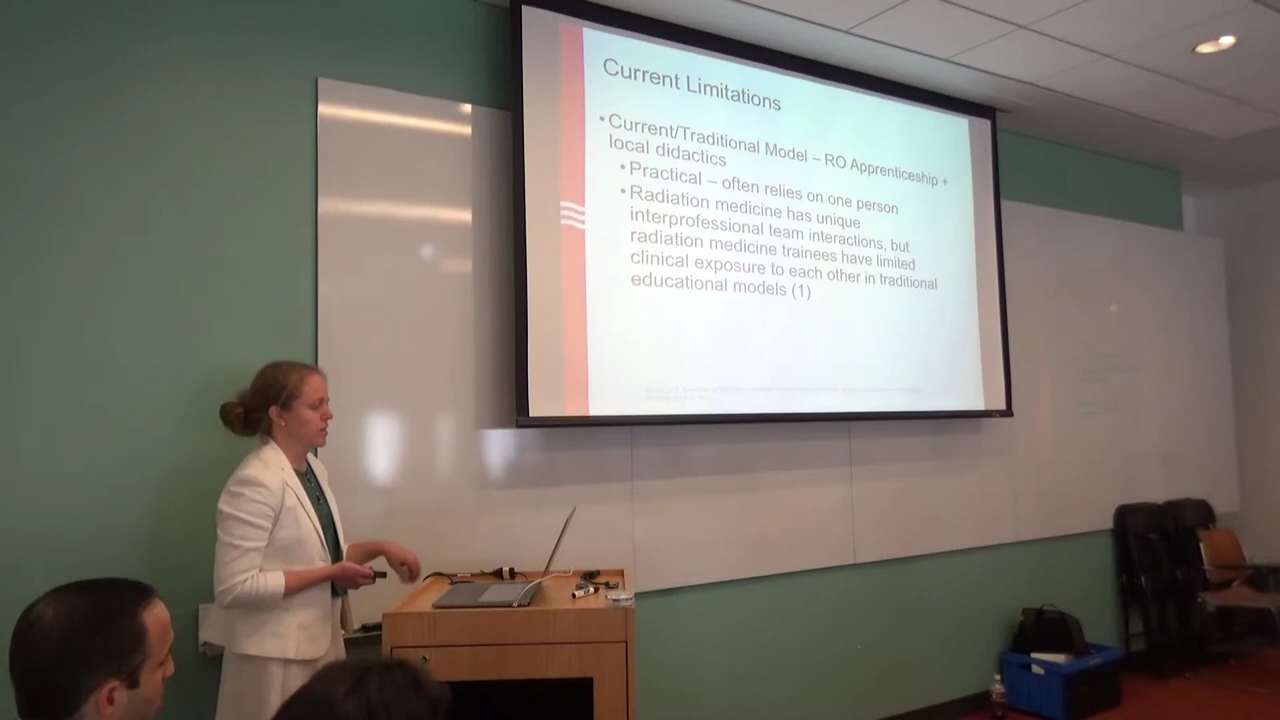 Current Limitations
•Current/Traditional Model – RO Apprenticeship +
local didactics
•Practical – often relies on one person
•Radiation medicine has unique
interprofessional team interactions, but
radiation medicine trainees have limited
clinical exposure to each other in traditional
educational models (1)